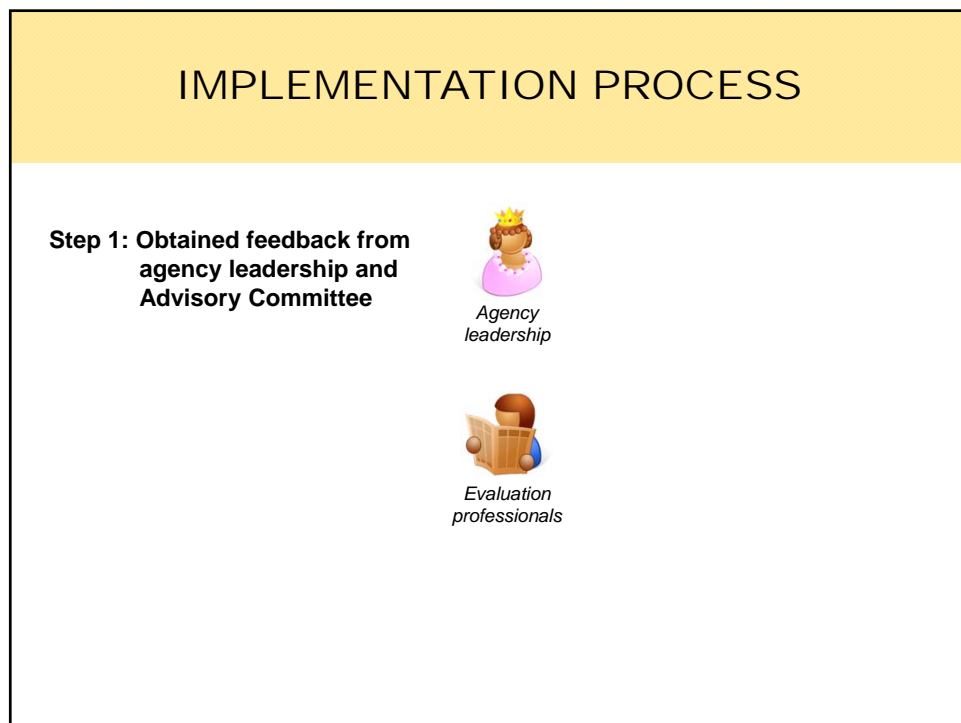 IMPLEMENTATION PROCESS
Step 1: Obtained feedback from
agency leadership and
Advisory Committee
Agency
leadership
Evaluation
professionals